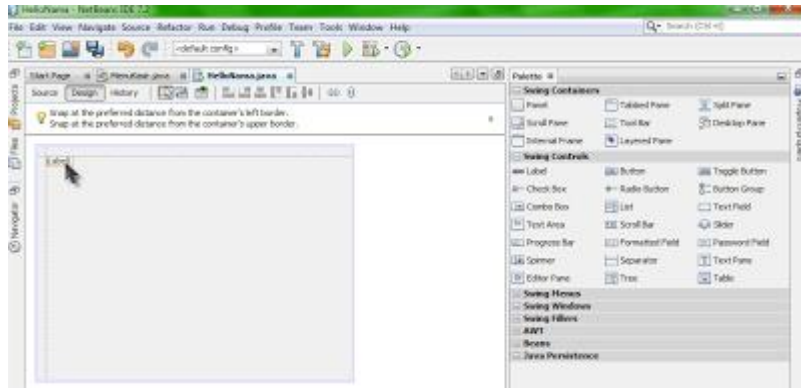 HelloNama - NetBeans IDE 7.2
File Edit View Navigate Source Refactor Run Debug Profile Team Tools Window Help
<default config>
Start Page HelloNama.java
Source Design History
Snap at the preferred distance from the container's left border.
Snap at the preferred distance from the container's upper border.
Label
Projects
Files
Navigator
Palette
Swing Containers
Panel Tabbed Pane Split Pane
Scroll Pane Tool Bar Desktop Pane
Internal Frame Layered Pane
Swing Controls
Label Button Toggle Button
Check Box Radio Button Button Group
Combo Box List Text Field
Text Area Scroll Bar Slider
Progress Bar Formatted Field Password Field
Spinner Separator Text Pane
Editor Pane Tree Table
Swing Menus
Swing Windows
Swing Fillers
AWT
Beans
Java Persistence